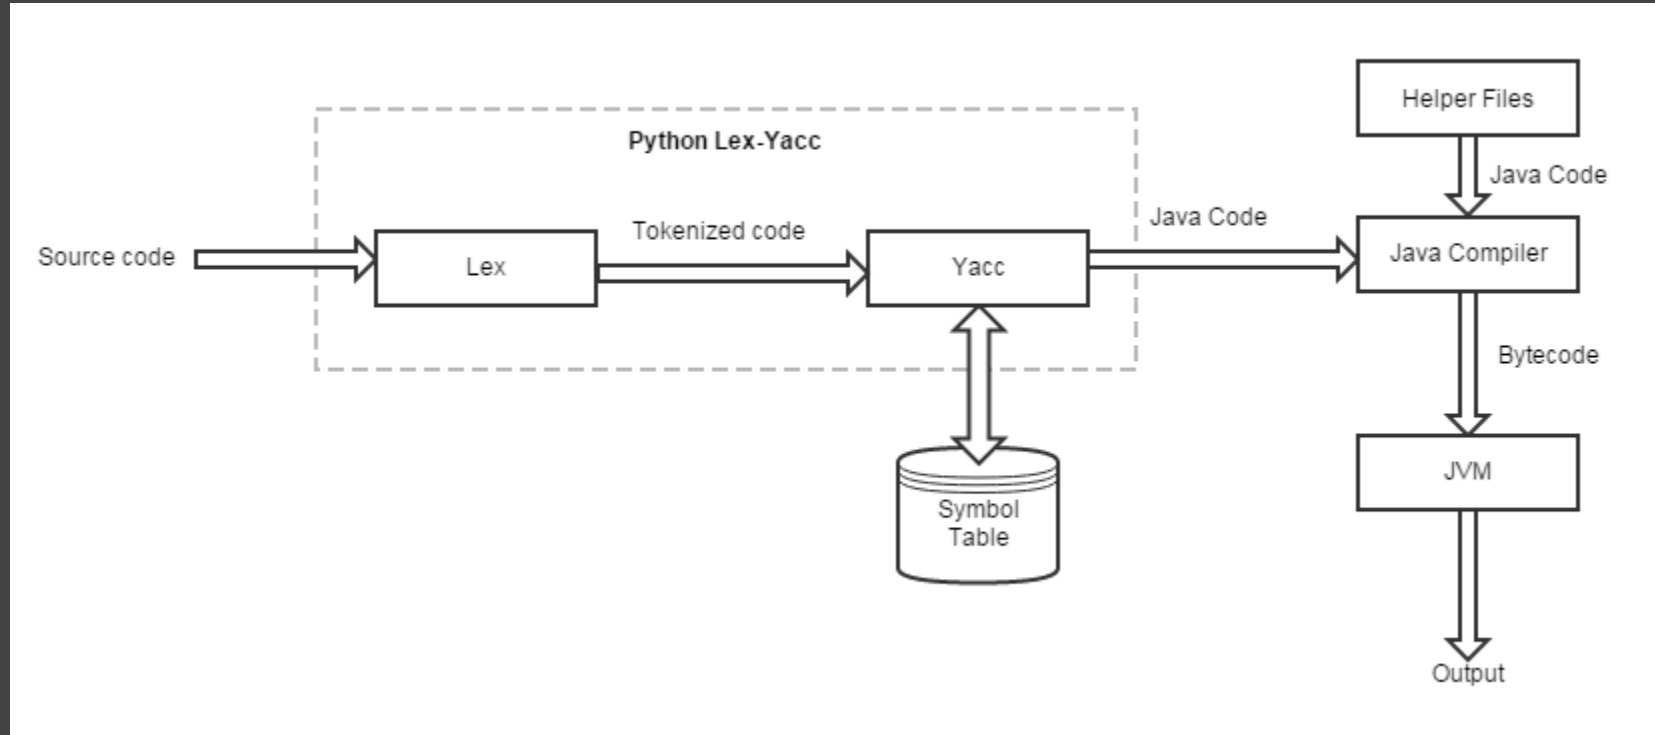 Helper Files
Python Lex-Yacc
Java Code
Source code
Lex
Tokenized code
Yacc
Java Code
Java Compiler
Bytecode
JVM
Symbol
Table
Output